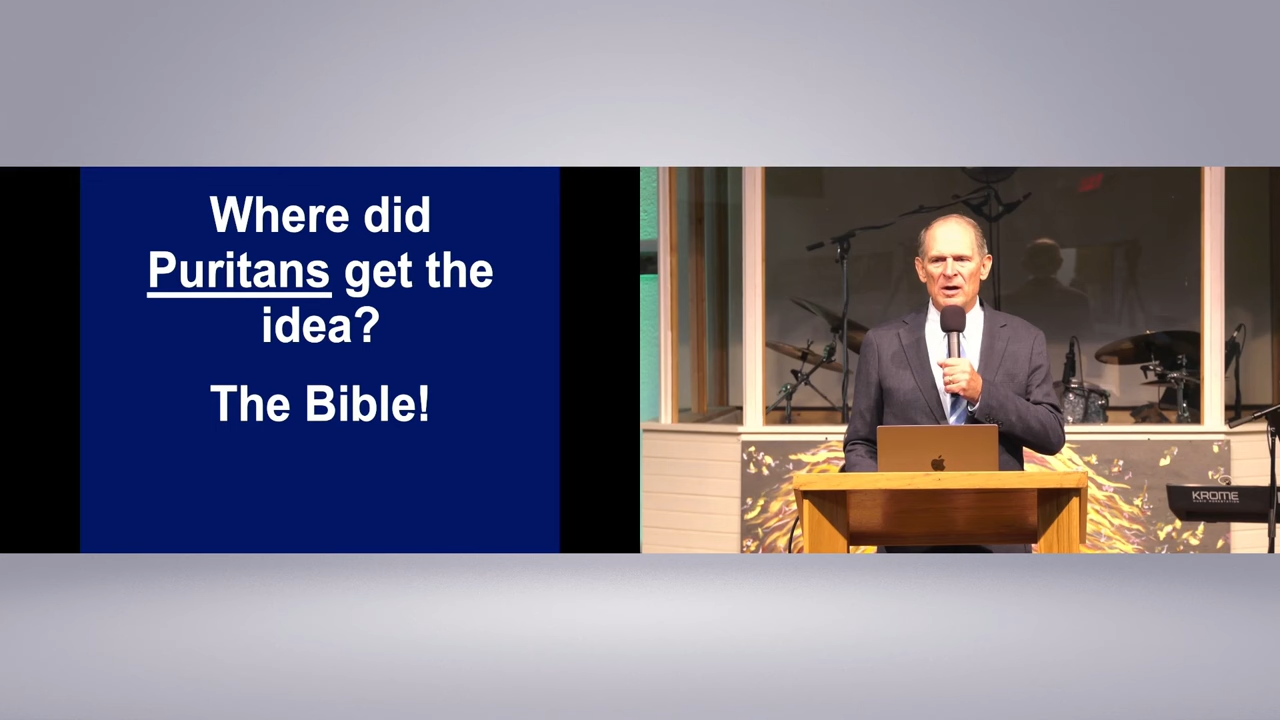 Where did
Puritans get the
idea?
The Bible!
KROME